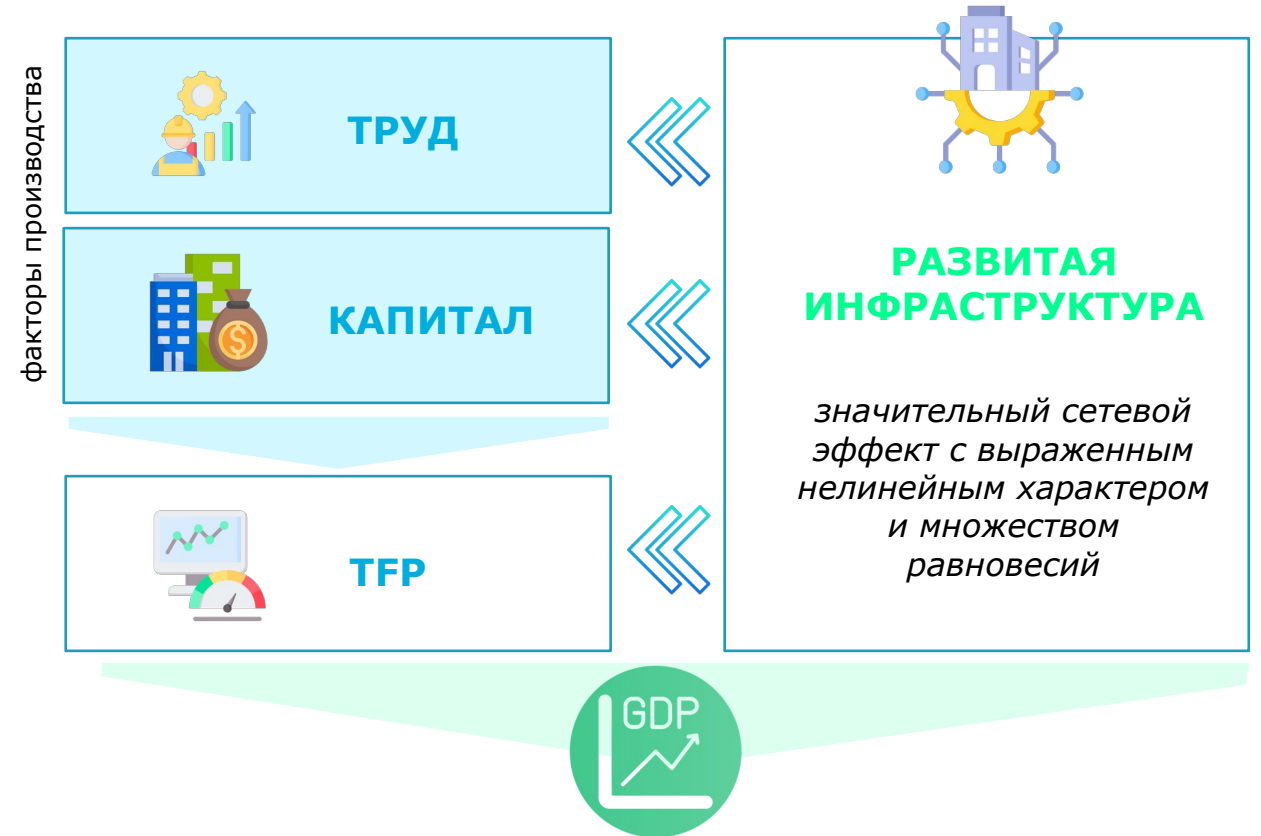 факторы производства
ТРУД
КАПИТАЛ
TFP
РАЗВИТАЯ
ИНФРАСТРУКТУРА
значительный сетевой
эффект с выраженным
нелинейным характером
и множеством
равновесий
GDP